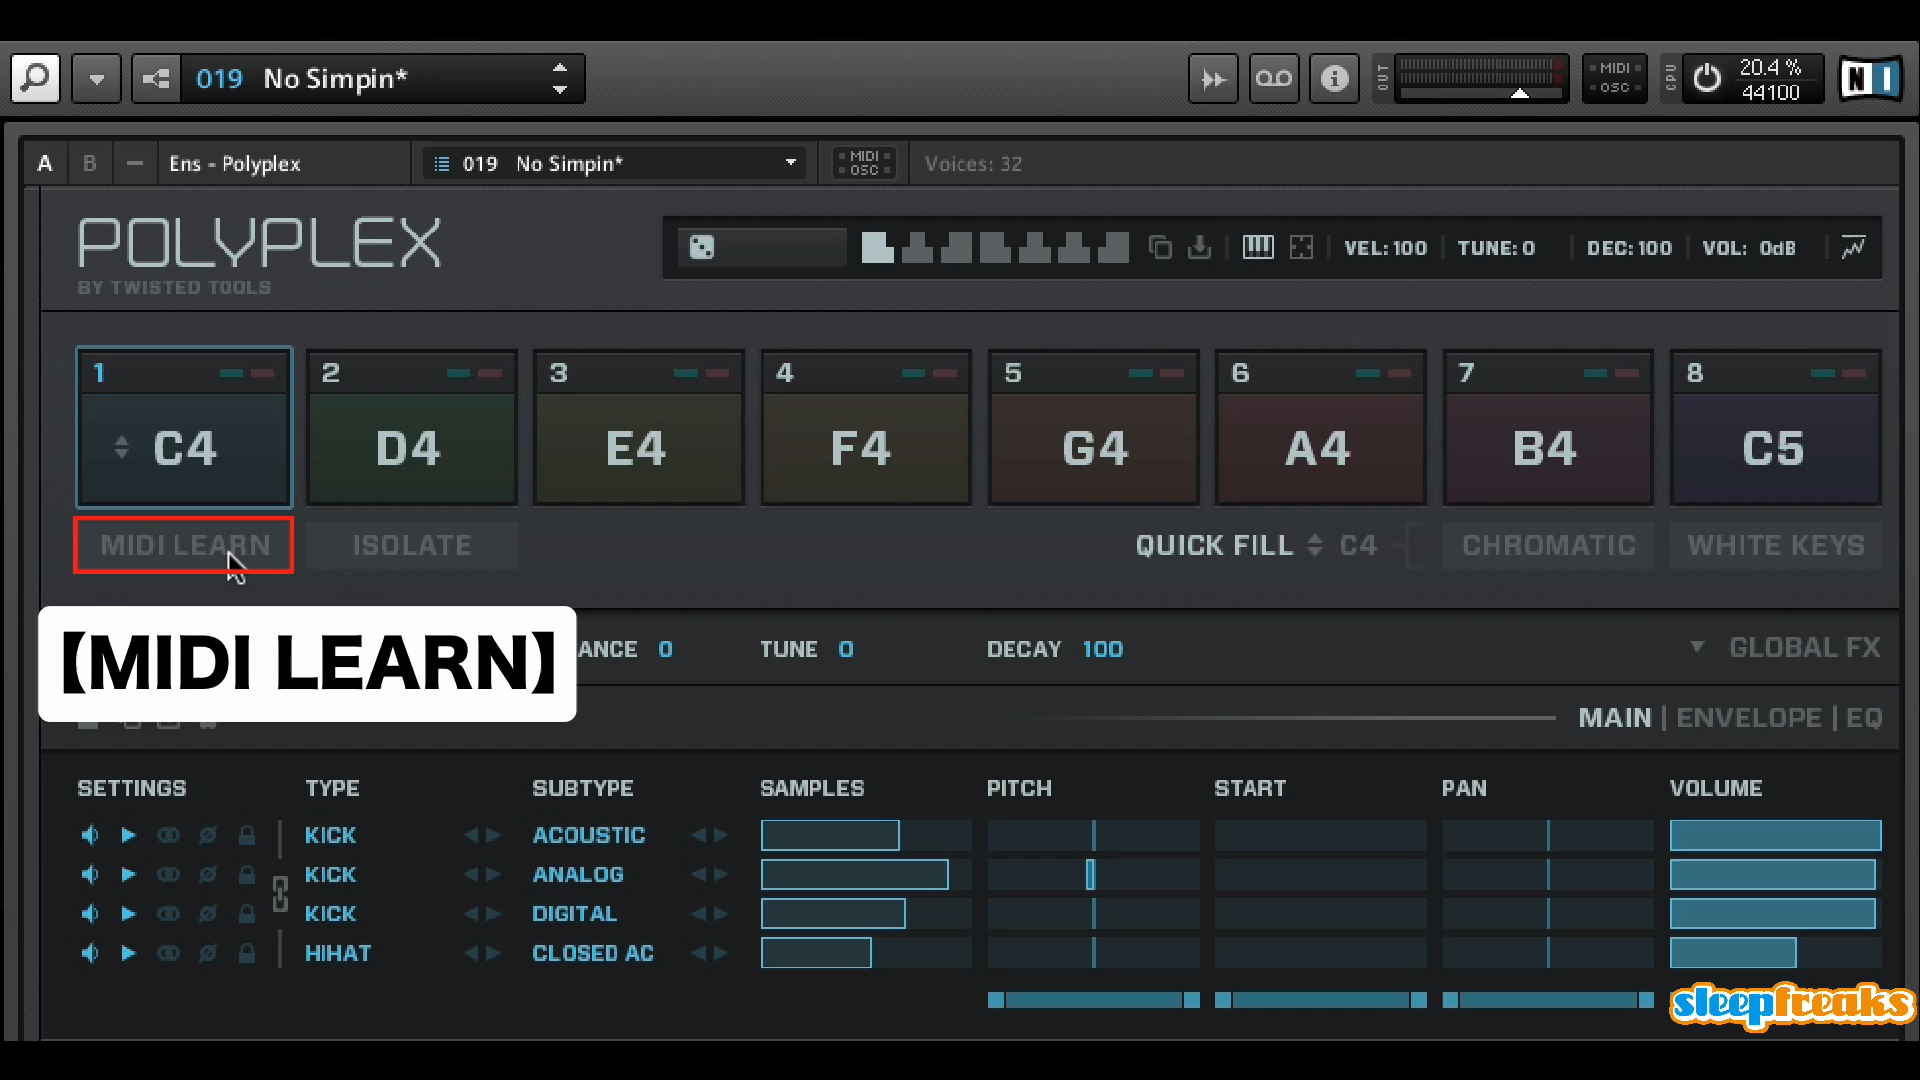 019 No Simpin*
OUT
MIDI
OSC
CPU
20.4 %
44100
NI
A B Ens - Polyplex 019 No Simpin* MIDI OSC Voices: 32
POLYPLEX
BY TWISTED TOOLS
VEL: 100 TUNE: 0 DEC: 100 VOL: 0dB
1 2 3 4 5 6 7 8
C4 D4 E4 F4 G4 A4 B4 C5
MIDI LEARN ISOLATE QUICK FILL C4 CHROMATIC WHITE KEYS
【MIDI LEARN】
ANCE 0 TUNE 0 DECAY 100 GLOBAL FX
MAIN | ENVELOPE | EQ
SETTINGS TYPE SUBTYPE SAMPLES PITCH START PAN VOLUME
KICK ACOUSTIC
KICK ANALOG
KICK DIGITAL
HIHAT CLOSED AC
sleepfreaks